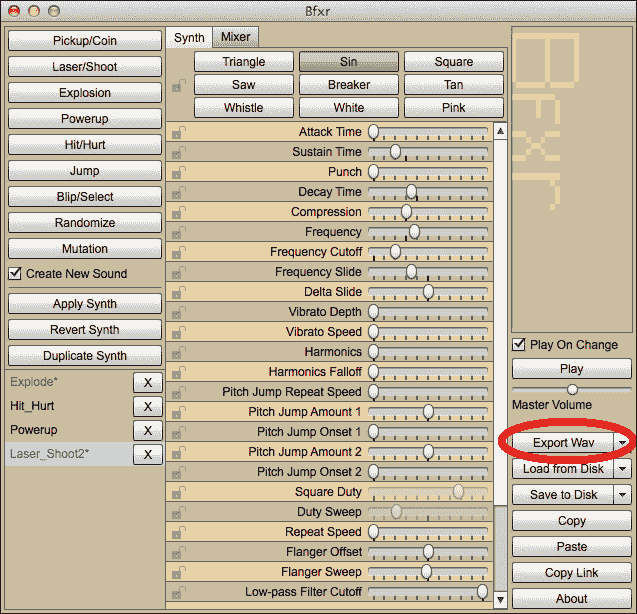 Bfxr
Pickup/Coin
Laser/Shoot
Explosion
Powerup
Hit/Hurt
Jump
Blip/Select
Randomize
Mutation
Create New Sound
Apply Synth
Revert Synth
Duplicate Synth
Explode* X
Hit_Hurt X
Powerup X
Laser_Shoot2* X
Synth Mixer
Triangle Sin Square
Saw Breaker Tan
Whistle White Pink
Attack Time
Sustain Time
Punch
Decay Time
Compression
Frequency
Frequency Cutoff
Frequency Slide
Delta Slide
Vibrato Depth
Vibrato Speed
Harmonics
Harmonics Falloff
Pitch Jump Repeat Speed
Pitch Jump Amount 1
Pitch Jump Onset 1
Pitch Jump Amount 2
Pitch Jump Onset 2
Square Duty
Duty Sweep
Repeat Speed
Flanger Offset
Flanger Sweep
Low-pass Filter Cutoff
Bfxr
Play On Change
Play
Master Volume
Export Wav
Load from Disk
Save to Disk
Copy
Paste
Copy Link
About